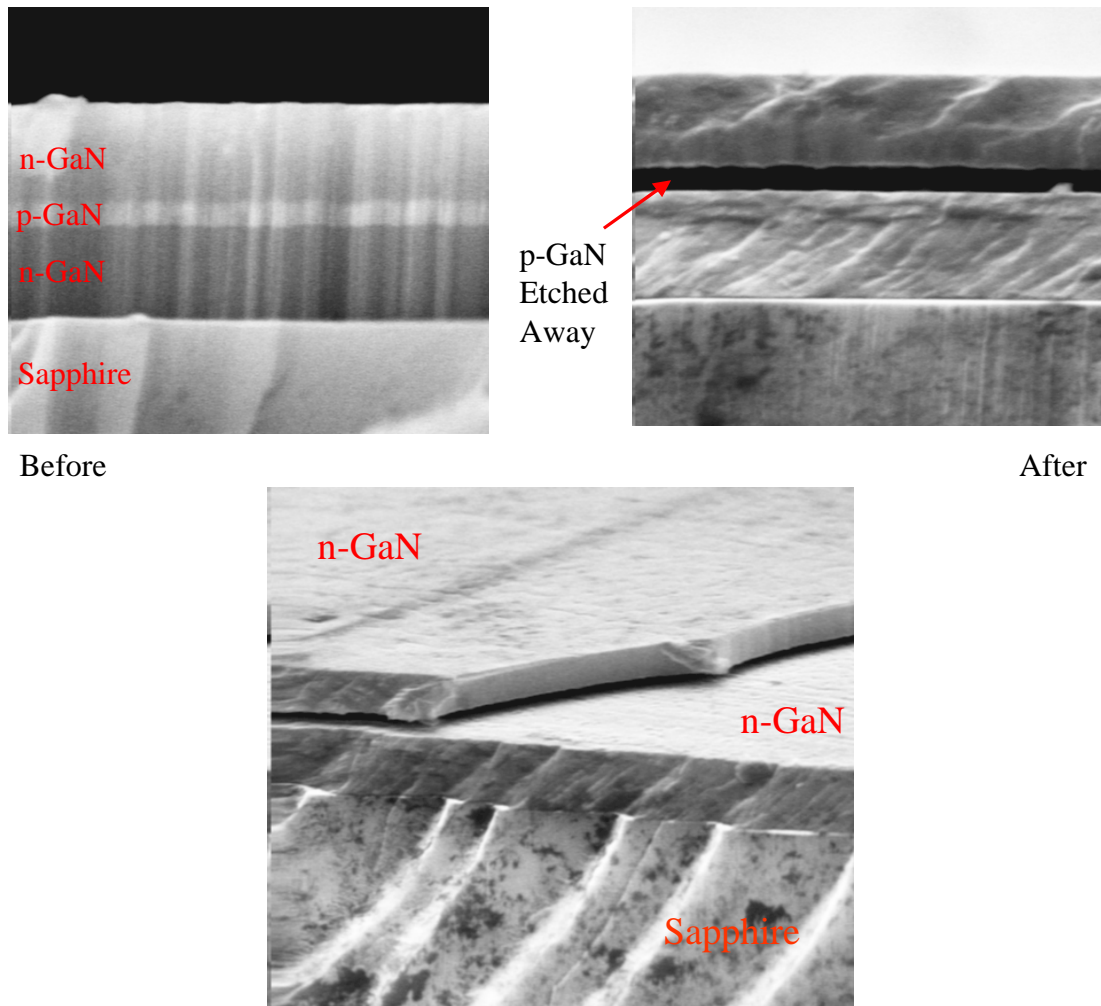 n-GaN
p-GaN
n-GaN
Sapphire
p-GaN
Etched
Away
Before
After
n-GaN
n-GaN
Sapphire